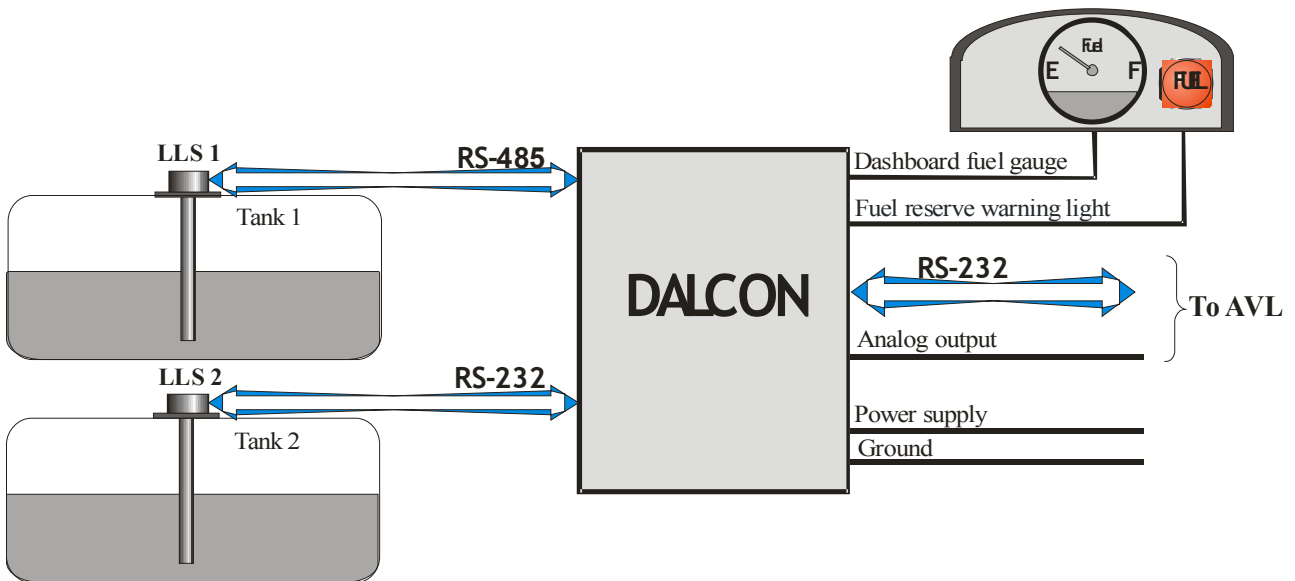 Fuel
E F
FUEL
LLS 1
RS-485
Tank 1
Dashboard fuel gauge
Fuel reserve warning light
DALCON
RS-232
To AVL
Analog output
LLS 2
RS-232
Tank 2
Power supply
Ground